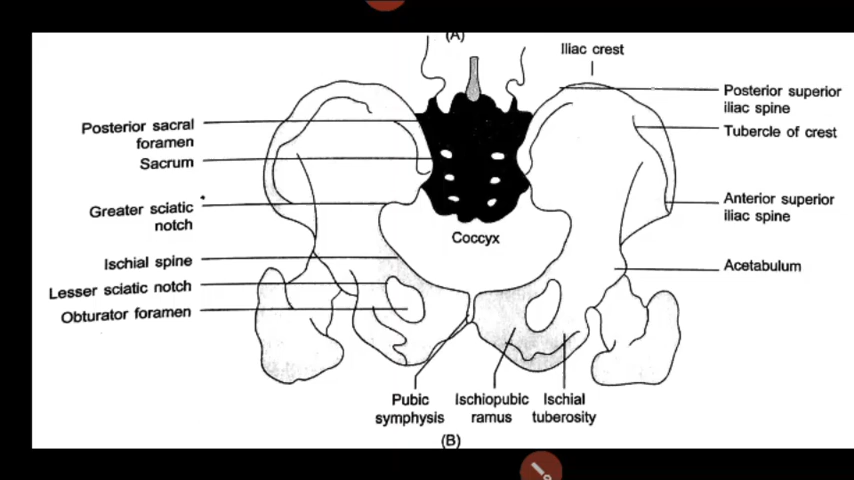 (A)
Iliac crest
Posterior superior
iliac spine
Tubercle of crest
Anterior superior
iliac spine
Acetabulum
Posterior sacral
foramen
Sacrum
Greater sciatic
notch
Ischial spine
Lesser sciatic notch
Obturator foramen
Coccyx
Pubic
symphysis
Ischiopubic
ramus
Ischial
tuberosity
(B)